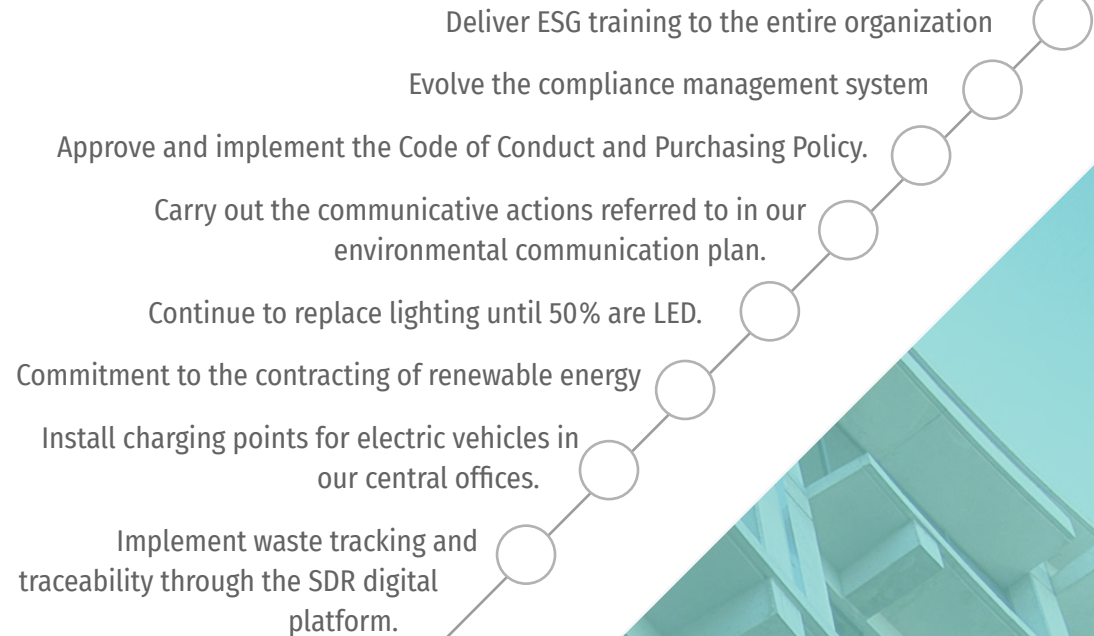 Deliver ESG training to the entire organization
Evolve the compliance management system
Approve and implement the Code of Conduct and Purchasing Policy.
Carry out the communicative actions referred to in our
environmental communication plan.
Continue to replace lighting until 50% are LED.
Commitment to the contracting of renewable energy
Install charging points for electric vehicles in
our central offices.
Implement waste tracking and
traceability through the SDR digital
platform.